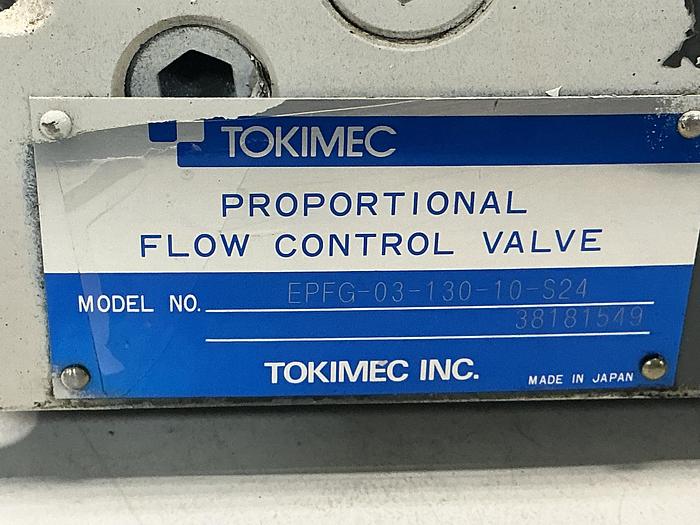 TOKIMEC
PROPORTIONAL
FLOW CONTROL VALVE
MODEL NO. EPFG-03-130-10-S24
38181549
TOKIMEC INC. MADE IN JAPAN